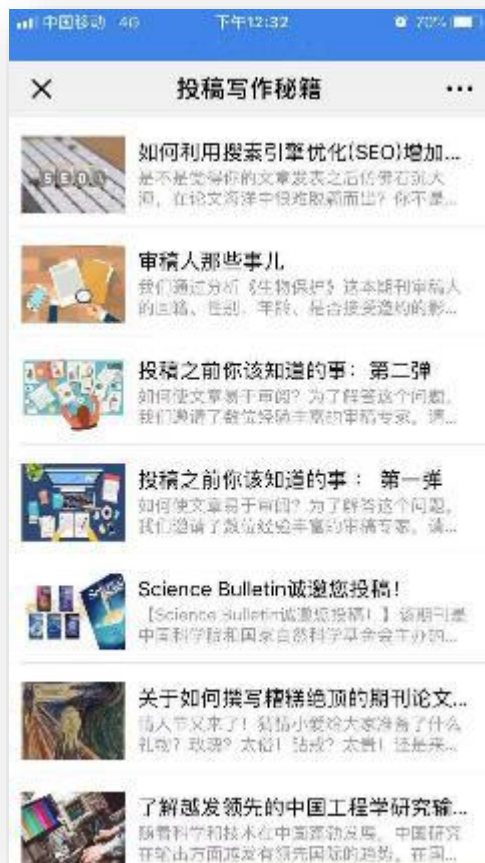 中国移动 4G 下午12:32 70%
投稿写作秘籍
SEO
如何利用搜索引擎优化(SEO)增加...
是不是觉得你的文章发表之后仿佛石沉大
海，在论文海洋中很难脱颖而出？你不是...
审稿人那些事儿
我们通过分析《生物保护》这本期刊审稿人
的国籍、性别、年龄、是否接受邀约的影...
投稿之前你该知道的事：第二弹
如何使文章易于审阅？为了解答这个问题，
我们邀请了数位经验丰富的审稿专家，请...
投稿之前你该知道的事 ：第一弹
如何使文章易于审阅？为了解答这个问题，
我们邀请了数位经验丰富的审稿专家，请...
Science Bulletin诚邀您投稿！
【Science Bulletin诚邀您投稿！】该期刊是
中国科学院和国家自然科学基金会主办的...
关于如何撰写糟糕绝顶的期刊论文...
情人节又来了！猜猜小爱给大家准备了什么
礼物？玫瑰？太俗！钻戒？太贵！还是来...
了解越发领先的中国工程学研究输...
随着科学和技术在中国蓬勃发展，中国研究
在输出方面越发有领先国际的趋势。在国...